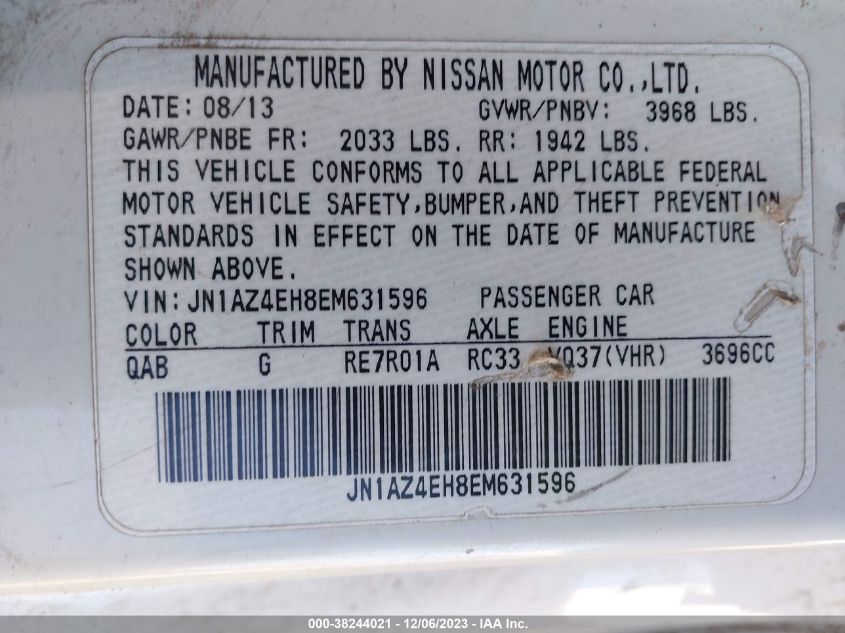 MANUFACTURED BY NISSAN MOTOR CO.,LTD.
DATE: 08/13 GVWR/PNBV: 3968 LBS.
GAWR/PNBE FR: 2033 LBS. RR: 1942 LBS.
THIS VEHICLE CONFORMS TO ALL APPLICABLE FEDERAL
MOTOR VEHICLE SAFETY,BUMPER,AND THEFT PREVENTION
STANDARDS IN EFFECT ON THE DATE OF MANUFACTURE
SHOWN ABOVE.
VIN:JN1AZ4EH8EM631596 PASSENGER CAR
COLOR TRIM TRANS AXLE ENGINE
QAB G RE7R01A RC33 VQ37(VHR) 3696CC
JN1AZ4EH8EM631596
000-38244021 - 12/06/2023 - IAA Inc.